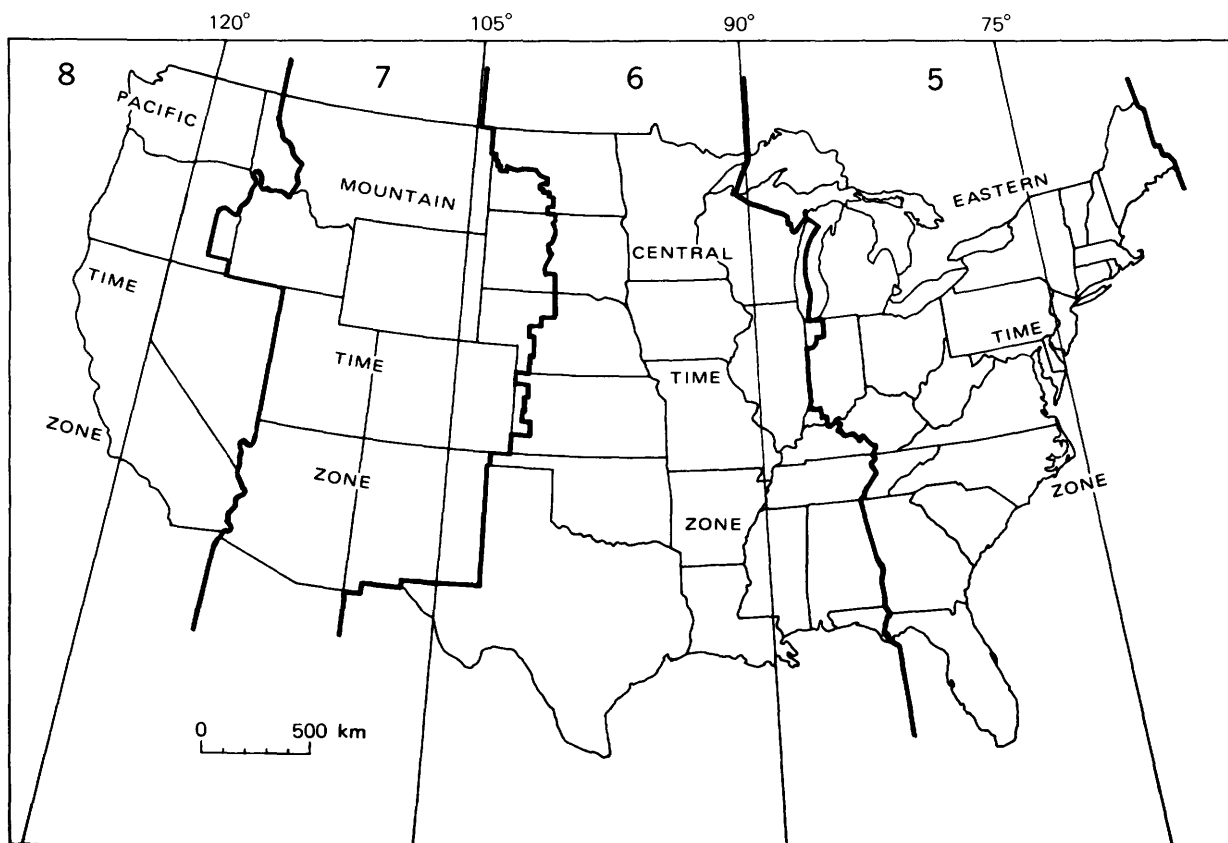 120° 105° 90° 75°
8 7 6 5
PACIFIC
TIME
ZONE
MOUNTAIN
TIME
ZONE
CENTRAL
TIME
ZONE
EASTERN
TIME
ZONE
0 500 km